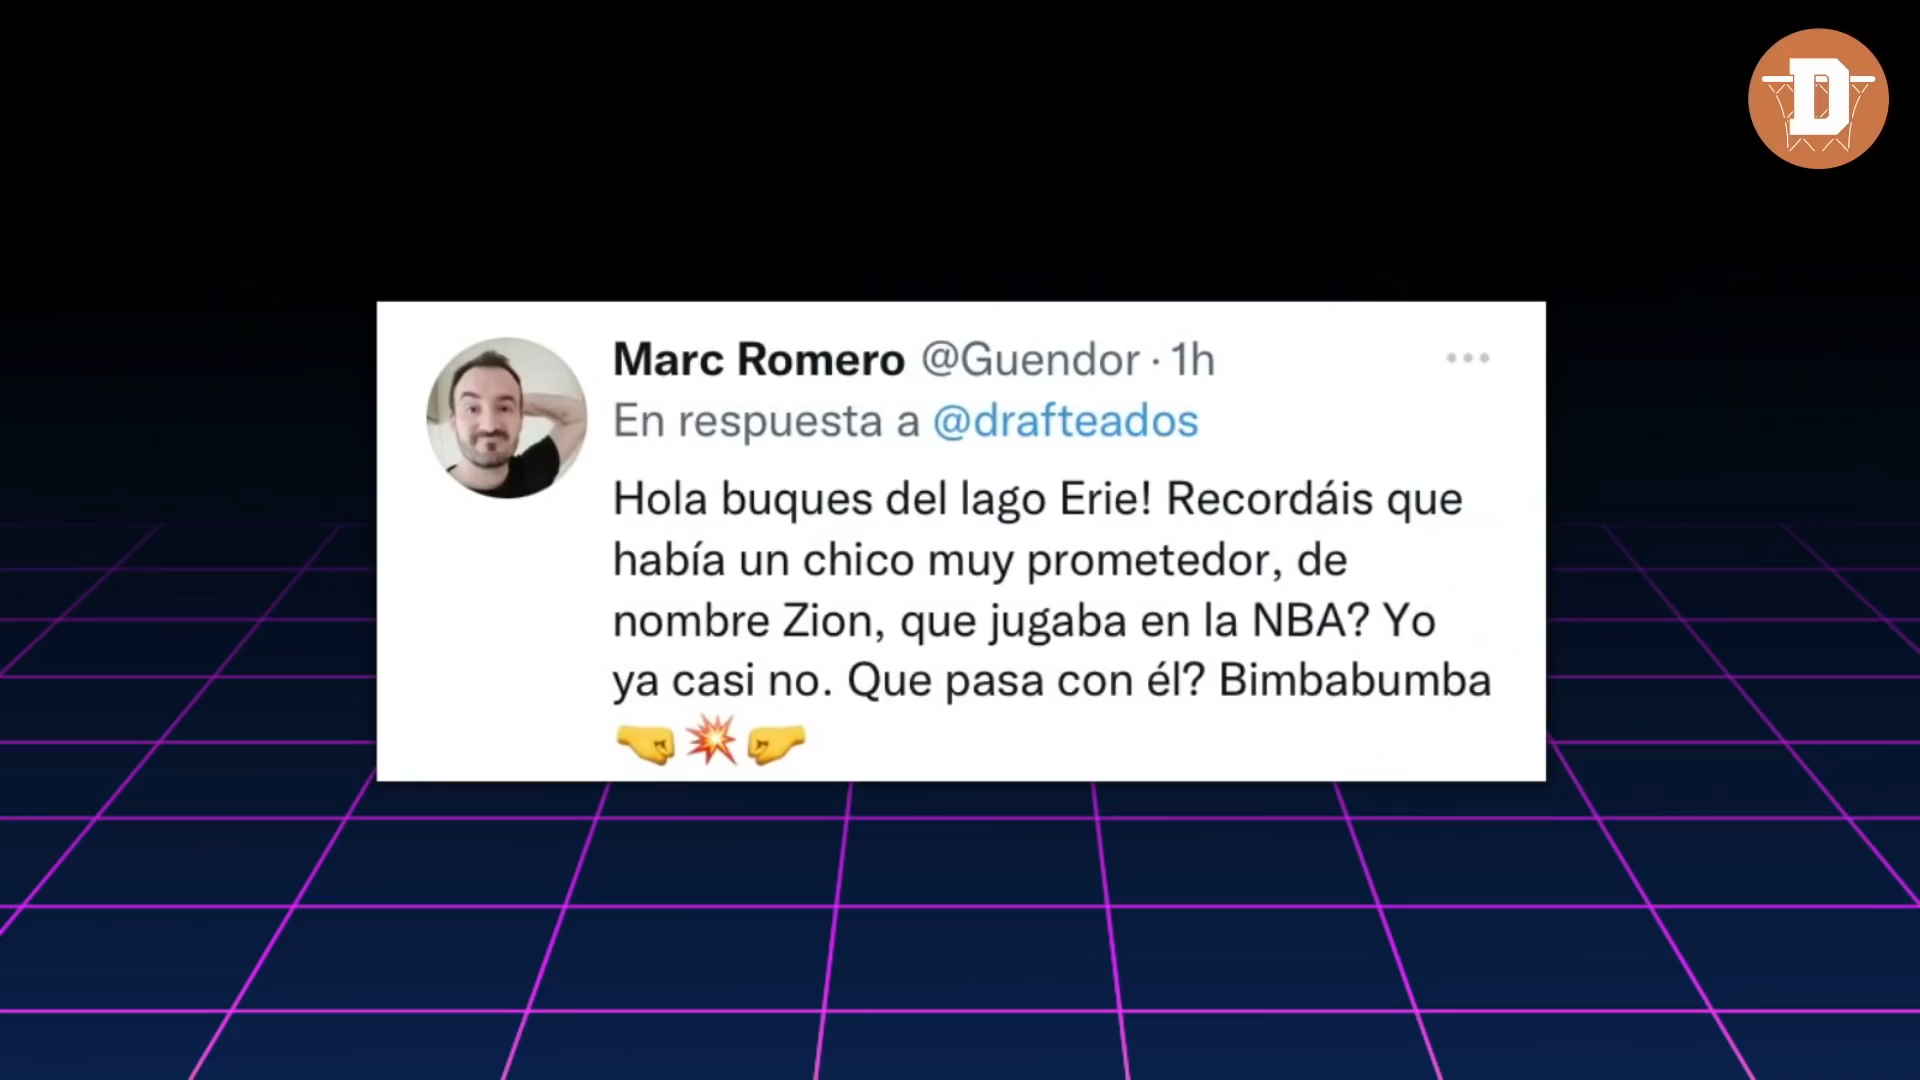 D
Marc Romero @Guendor · 1h
En respuesta a @drafteados
Hola buques del lago Erie! Recordáis que
había un chico muy prometedor, de
nombre Zion, que jugaba en la NBA? Yo
ya casi no. Que pasa con él? Bimbabumba
🤜💥🤛